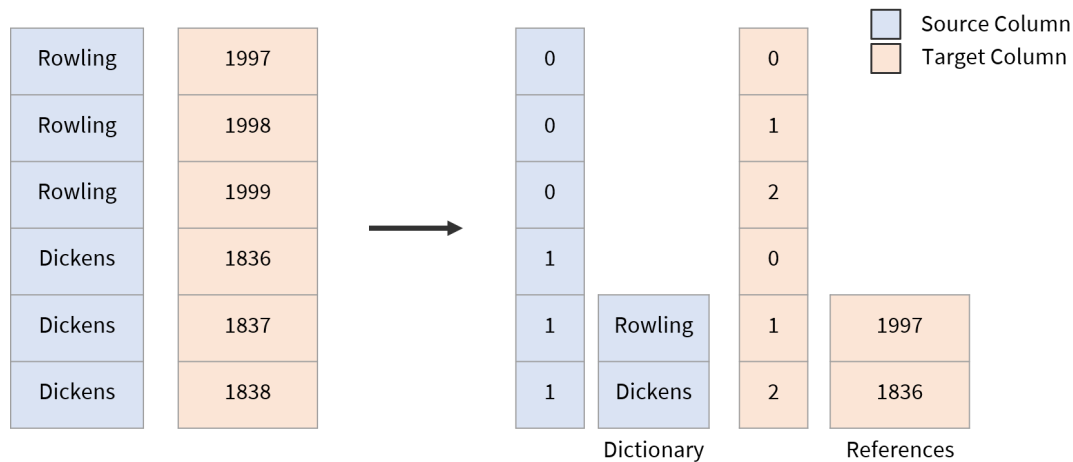 Source Column
Target Column
Rowling 1997 0 0
Rowling 1998 0 1
Rowling 1999 0 2
Dickens 1836 1 0
Dickens 1837 1 Rowling 1 1997
Dickens 1838 1 Dickens 2 1836
Dictionary References